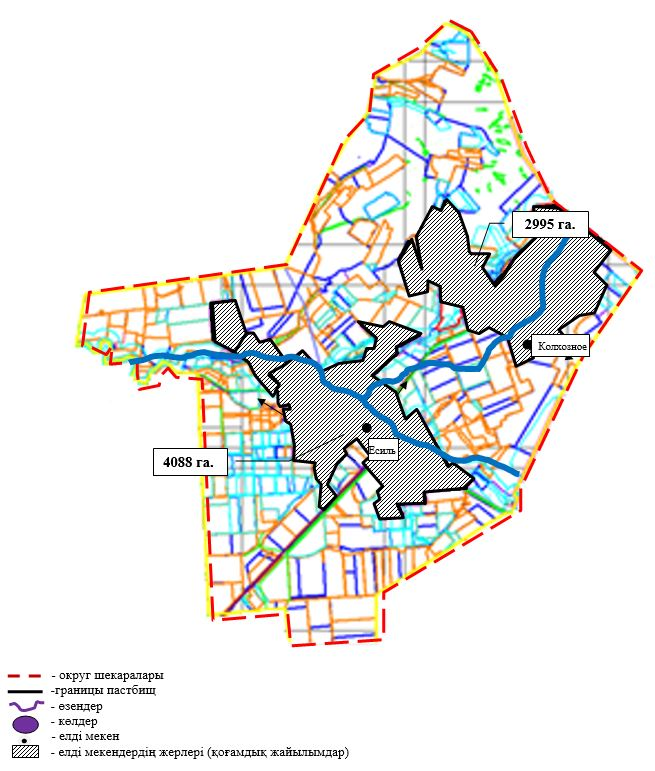 2995 га.
Колхозное
Есиль
4088 га.
- округ шекаралары
-границы пастбищ
- өзендер
- көлдер
- елді мекен
- елді мекендердің жерлері (қоғамдық жайылымдар)